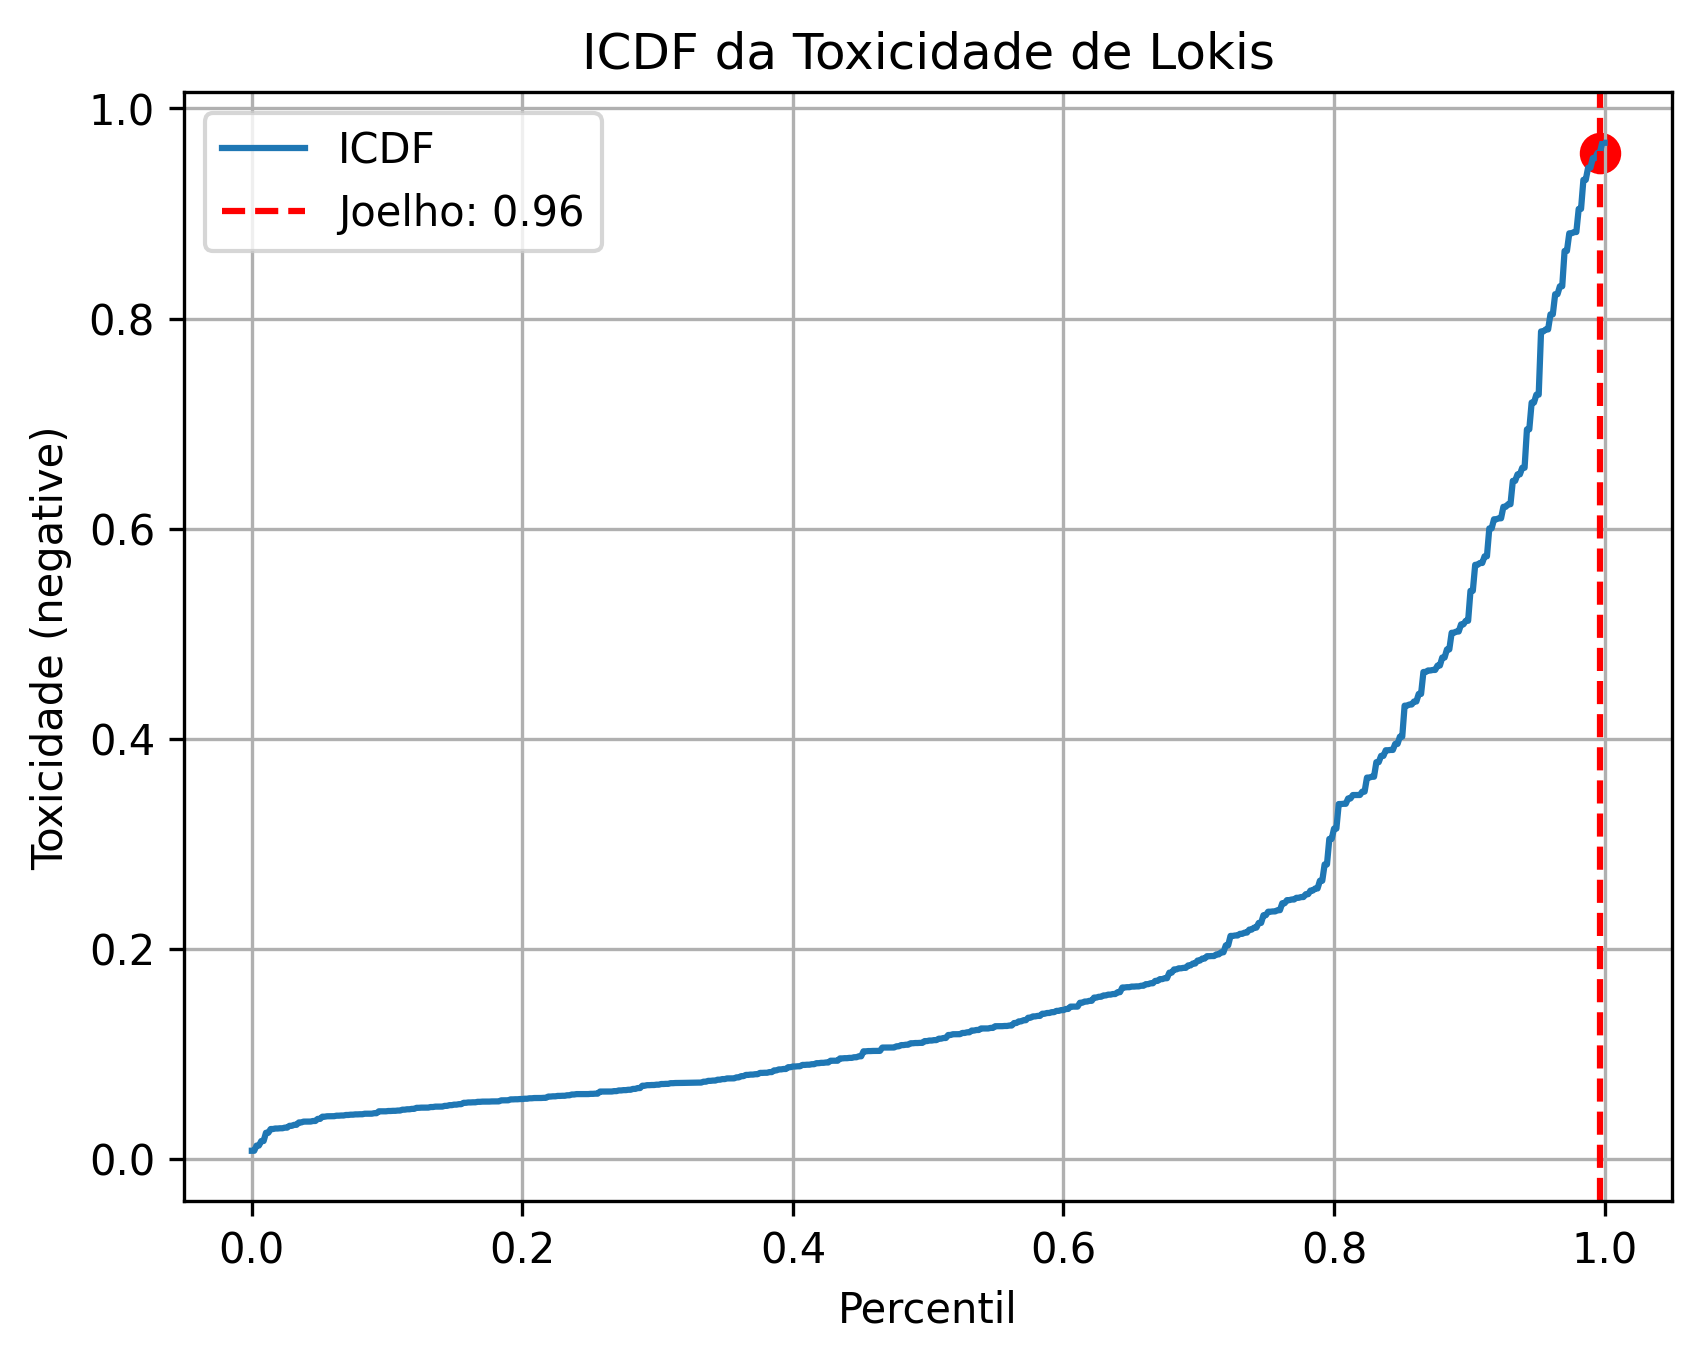 ICDF da Toxicidade de Lokis
1.0
0.8
0.6
0.4
0.2
0.0
Toxicidade (negative)
ICDF
Joelho: 0.96
0.0 0.2 0.4 0.6 0.8 1.0
Percentil